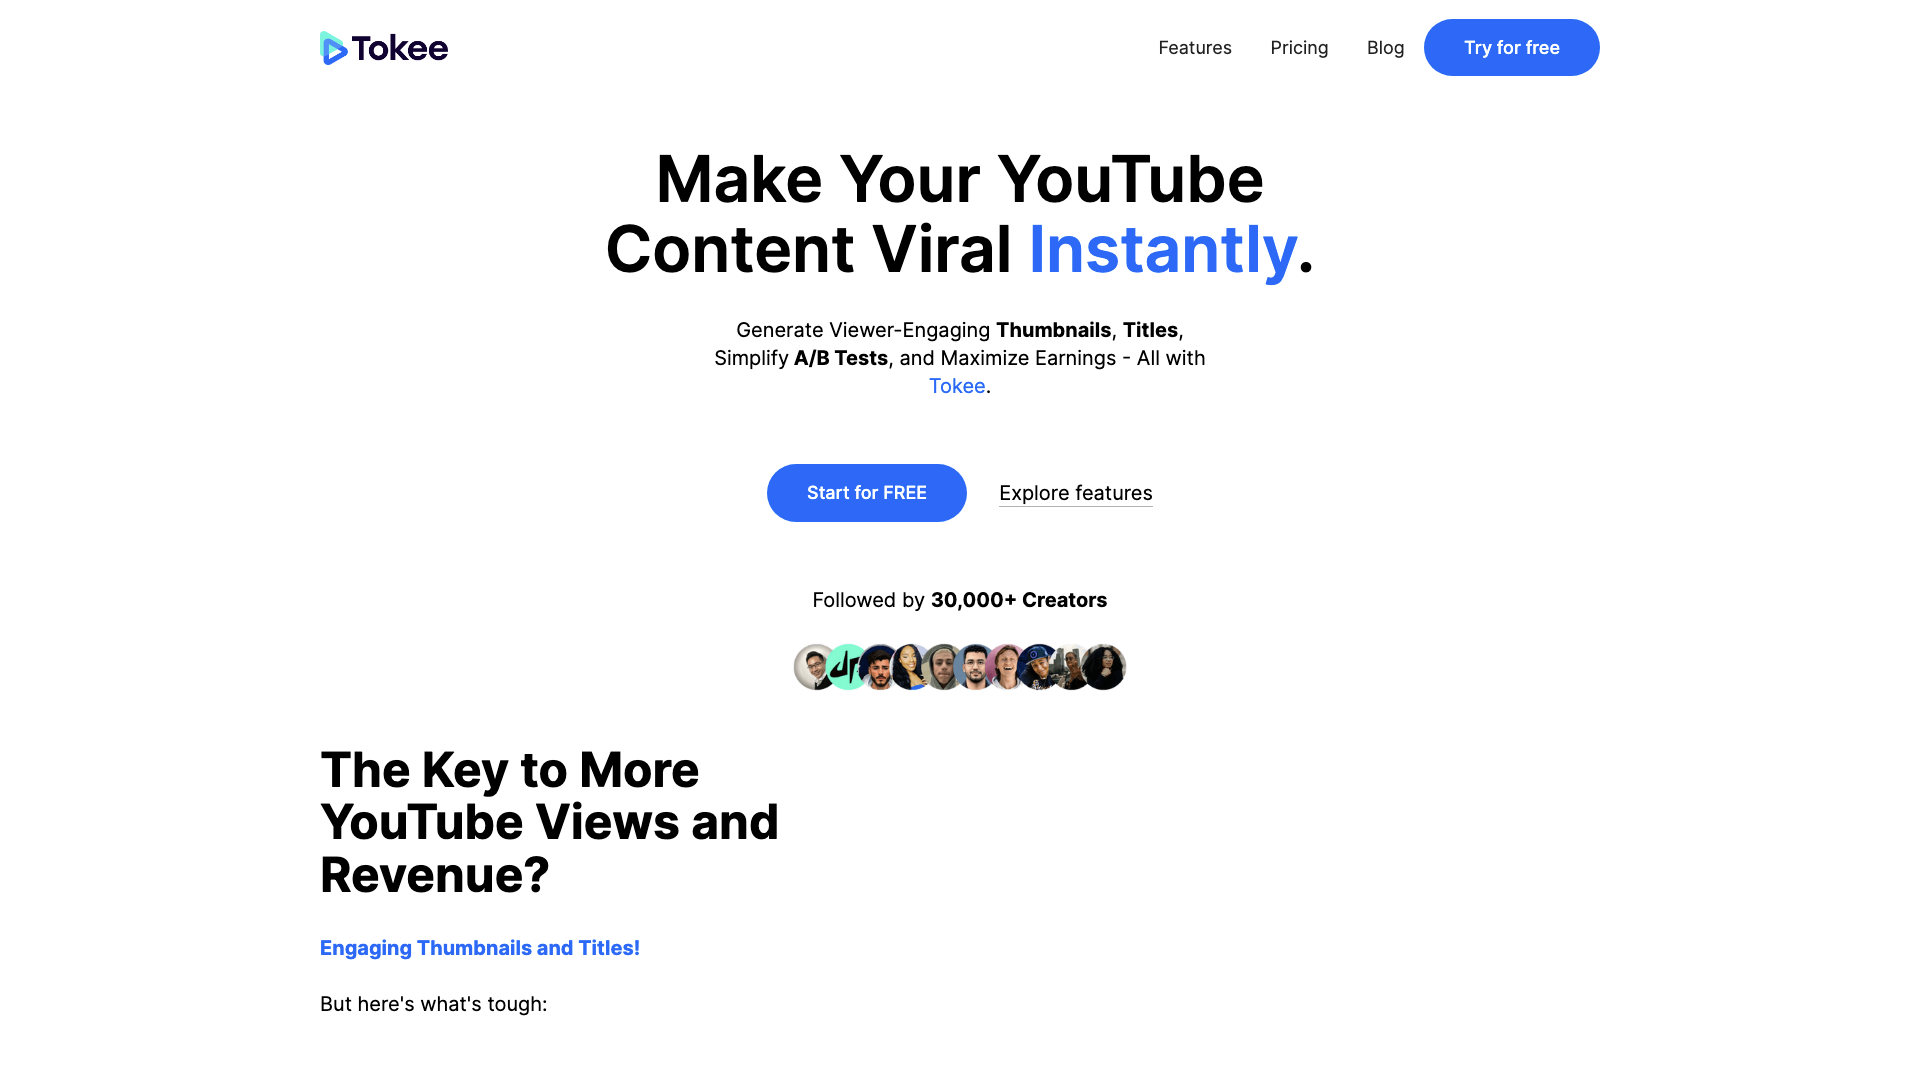 Tokee
Features
Pricing
Blog
Try for free
Make Your YouTube
Content Viral Instantly.
Generate Viewer-Engaging Thumbnails, Titles,
Simplify A/B Tests, and Maximize Earnings - All with
Tokee.
Start for FREE
Explore features
Followed by 30,000+ Creators
The Key to More
YouTube Views and
Revenue?
Engaging Thumbnails and Titles!
But here's what's tough: